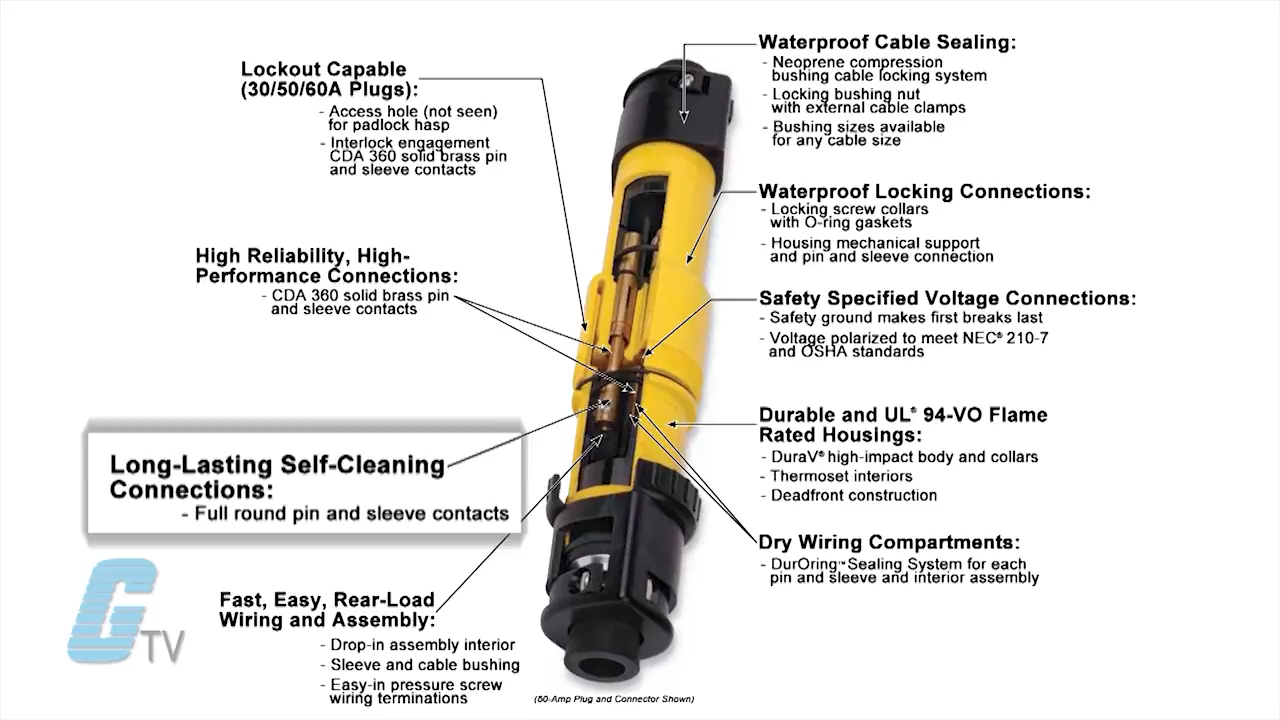 Lockout Capable
(30/50/60A Plugs):
- Access hole (not seen)
for padlock hasp
- Interlock engagement
CDA 360 solid brass pin
and sleeve contacts
High Reliability, High-
Performance Connections:
- CDA 360 solid brass pin
and sleeve contacts
Long-Lasting Self-Cleaning
Connections:
- Full round pin and sleeve contacts
Fast, Easy, Rear-Load
Wiring and Assembly:
- Drop-in assembly interior
- Sleeve and cable bushing
- Easy-in pressure screw
wiring terminations
Waterproof Cable Sealing:
- Neoprene compression
bushing cable locking system
- Locking bushing nut
with external cable clamps
- Bushing sizes available
for any cable size
Waterproof Locking Connections:
- Locking screw collars
with O-ring gaskets
- Housing mechanical support
and pin and sleeve connection
Safety Specified Voltage Connections:
- Safety ground makes first breaks last
- Voltage polarized to meet NEC® 210-7
and OSHA standards
Durable and UL® 94-VO Flame
Rated Housings:
- DuraV® high-impact body and collars
- Thermoset interiors
- Deadfront construction
Dry Wiring Compartments:
- DurOring™ Sealing System for each
pin and sleeve and interior assembly
(60-Amp Plug and Connector Shown)
G TV